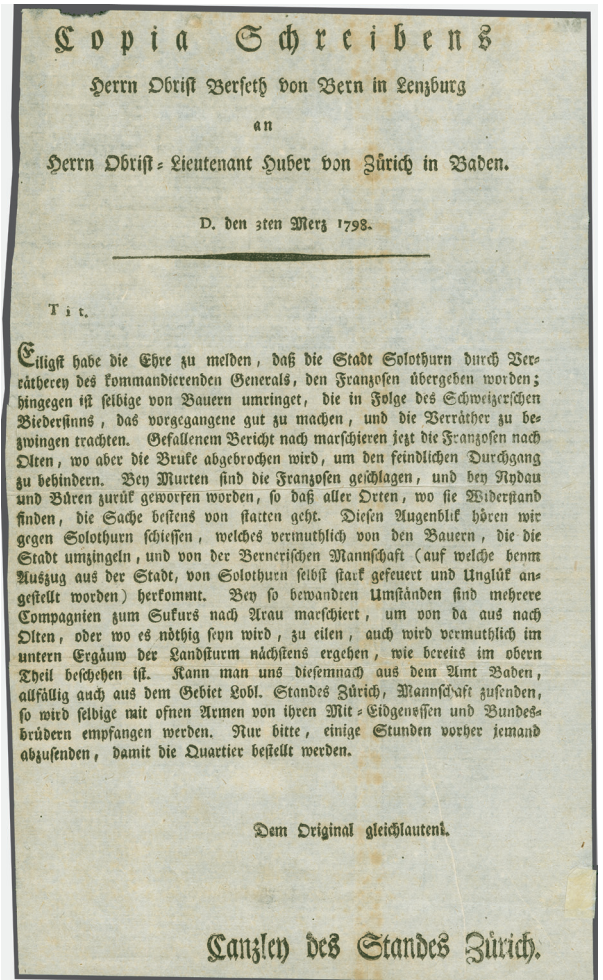 Copia Schreibens
Herrn Obrist Berseth von Bern in Lenzburg
an
Herrn Obrist-Lieutenant Huber von Zürich in Baden.
D. den 3ten Merz 1798.
Tit.
Eiligst habe die Ehre zu melden, daß die Stadt Solothurn durch Ver-
rätherey des kommandierenden Generals, den Franzosen übergeben worden;
hingegen ist selbige von Bauern umringet, die in Folge des Schweizerschen
Biedersinns, das vorgegangene gut zu machen, und die Verräther zu be-
zwingen trachten. Gefallenem Bericht nach marschieren jezt die Franzosen nach
Olten, wo aber die Bruke abgebrochen wird, um den feindlichen Durchgang
zu behindern. Bey Murten sind die Franzosen geschlagen, und bey Nydau
und Büren zurük geworfen worden, so daß aller Orten, wo sie Widerstand
finden, die Sache bestens von statten geht. Diesen Augenblik hören wir
gegen Solothurn schiessen, welches vermuthlich von den Bauern, die die
Stadt umzingeln, und von der Bernerischen Mannschaft (auf welche beym
Auszug aus der Stadt, von Solothurn selbst stark gefeuert und Unglük an-
gestellt worden) herkommt. Bey so bewandten Umständen sind mehrere
Compagnien zum Sukurs nach Arau marschiert, um von da aus nach
Olten, oder wo es nöthig seyn wird, zu eilen, auch wird vermuthlich im
untern Ergäuw der Landsturm nächstens ergehen, wie bereits im obern
Theil beschehen ist. Kann man uns diesemnach aus dem Amt Baden,
allfällig auch aus dem Gebiet Lobl. Standes Zürich, Mannschaft zusenden,
so wird selbige mit ofnen Armen von ihren Mit-Eidgenossen und Bundes-
brüdern empfangen werden. Nur bitte, einige Stunden vorher jemand
abzusenden, damit die Quartier bestellt werden.
Dem Original gleichlautend.
Canzley des Standes Zürich.